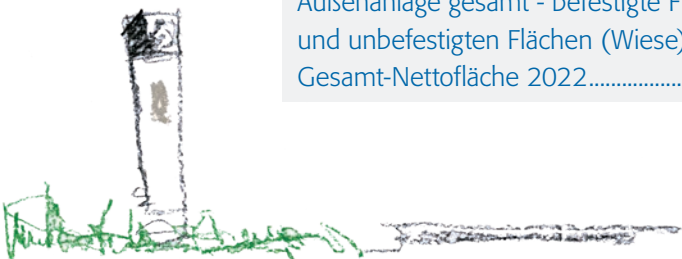 Außenanlage gesamt - befestigte F
und unbefestigten Flächen (Wiese)
Gesamt-Nettofläche 2022..................